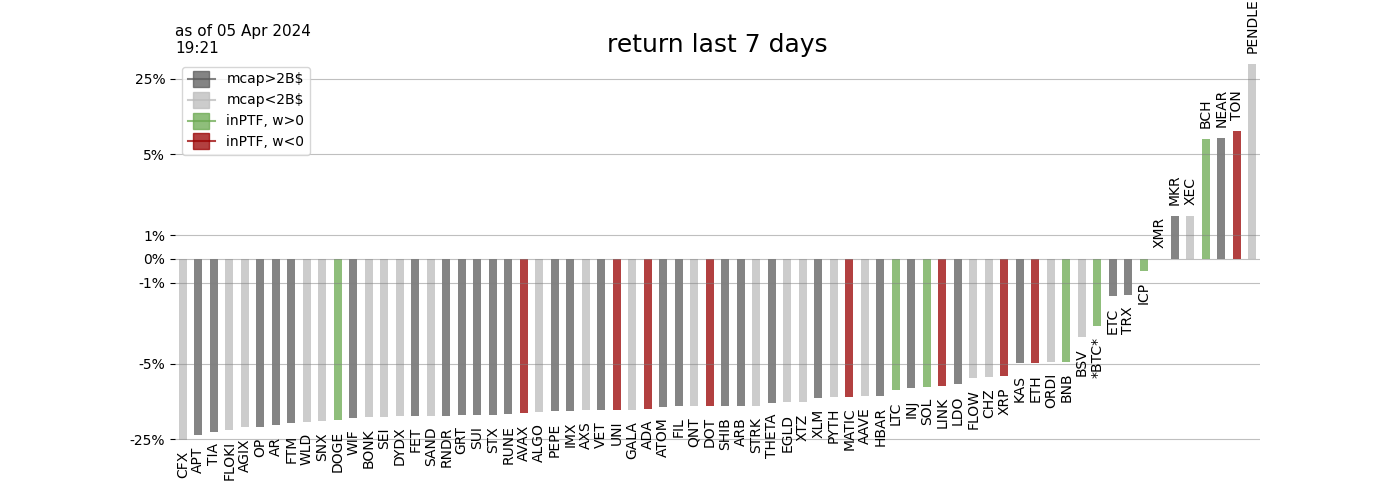 as of 05 Apr 2024
19:21
return last 7 days
mcap>2B$
mcap<2B$
inPTF, w>0
inPTF, w<0
25%
5%
1%
0%
-1%
-5%
-25%
CFX
APT
TIA
FLOKI
AGIX
OP
AR
FTM
WLD
SNX
DOGE
WIF
BONK
SEI
DYDX
FET
SAND
RNDR
GRT
SUI
STX
RUNE
AVAX
ALGO
PEPE
IMX
AXS
VET
UNI
GALA
ADA
ATOM
FIL
QNT
DOT
SHIB
ARB
STRK
THETA
EGLD
XTZ
XLM
PYTH
MATIC
AAVE
HBAR
LTC
INJ
SOL
LINK
LDO
FLOW
CHZ
XRP
KAS
ETH
ORDI
BNB
BSV
*BTC*
ETC
TRX
ICP
XMR
MKR
XEC
BCH
NEAR
TON
PENDLE